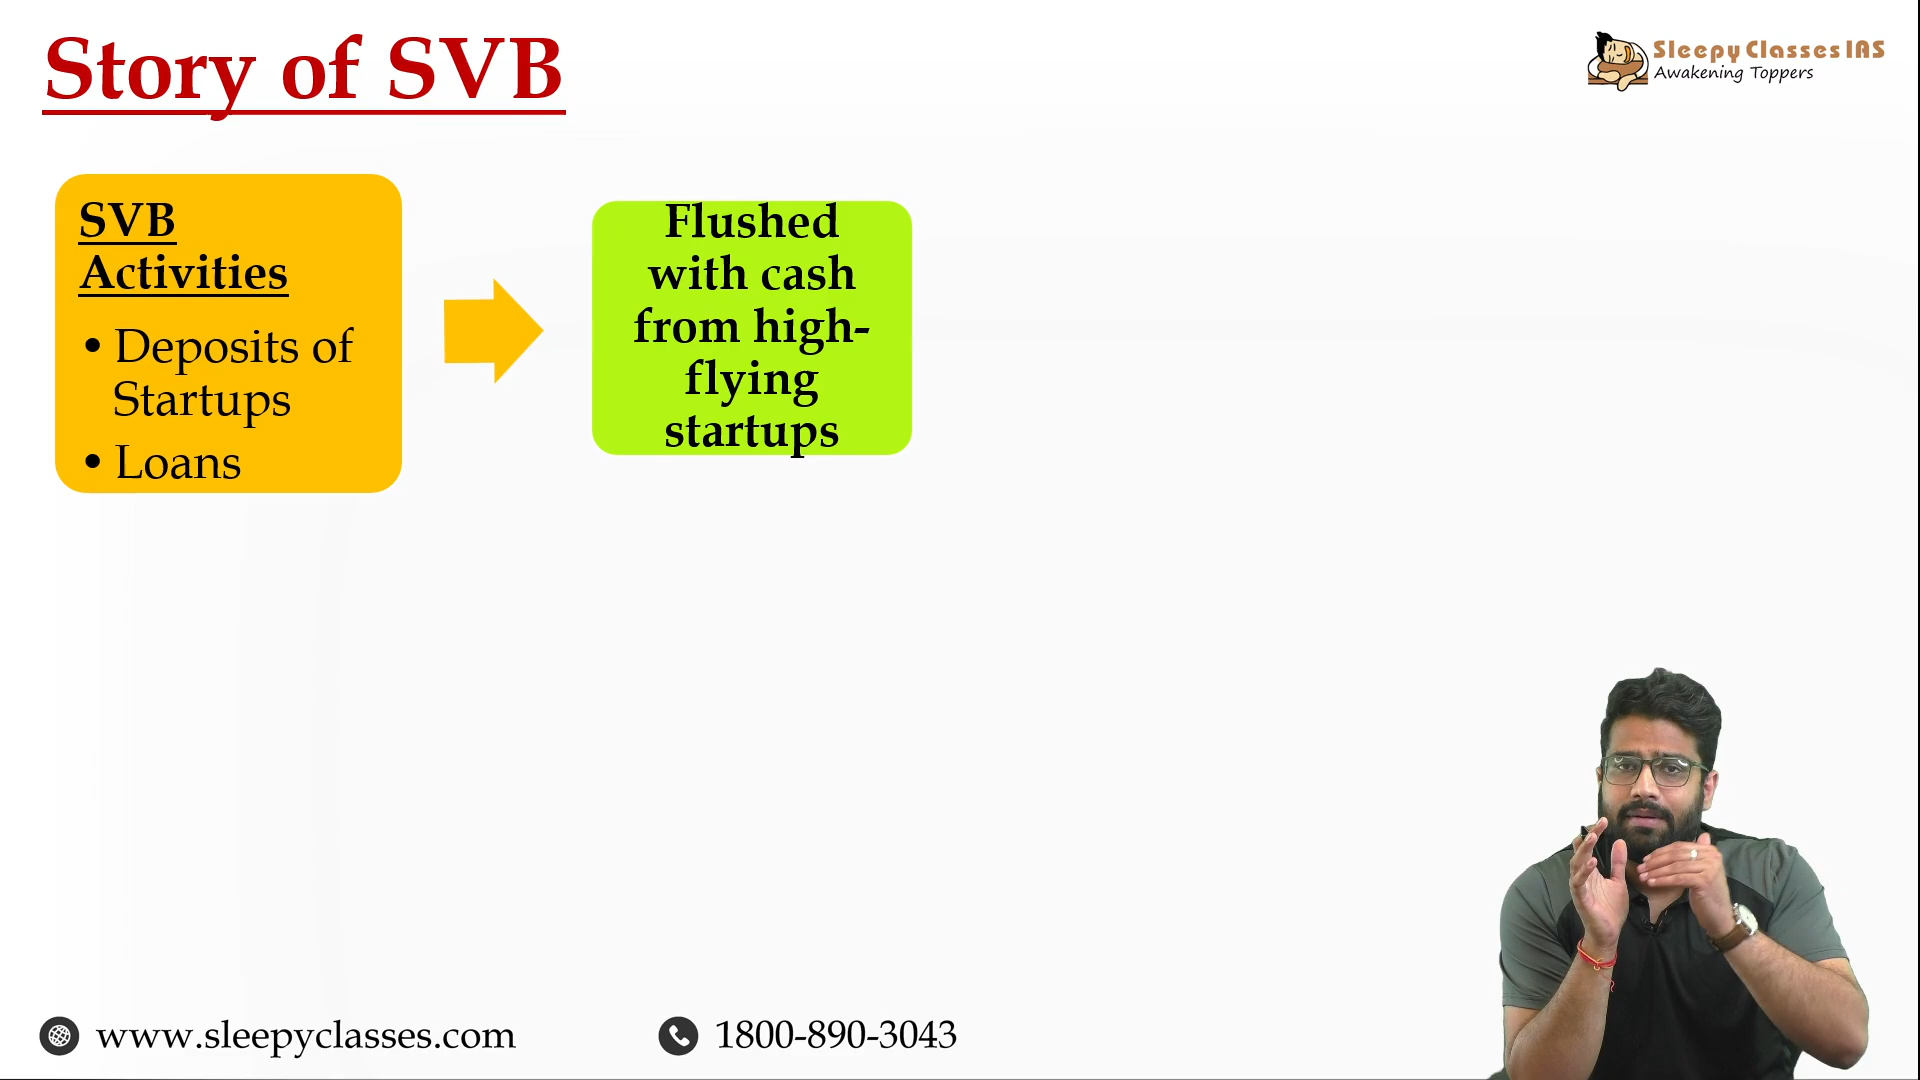 Story of SVB
Sleepy Classes IAS
Awakening Toppers
SVB
Activities
• Deposits of
Startups
• Loans
Flushed
with cash
from high-
flying
startups
www.sleepyclasses.com
1800-890-3043